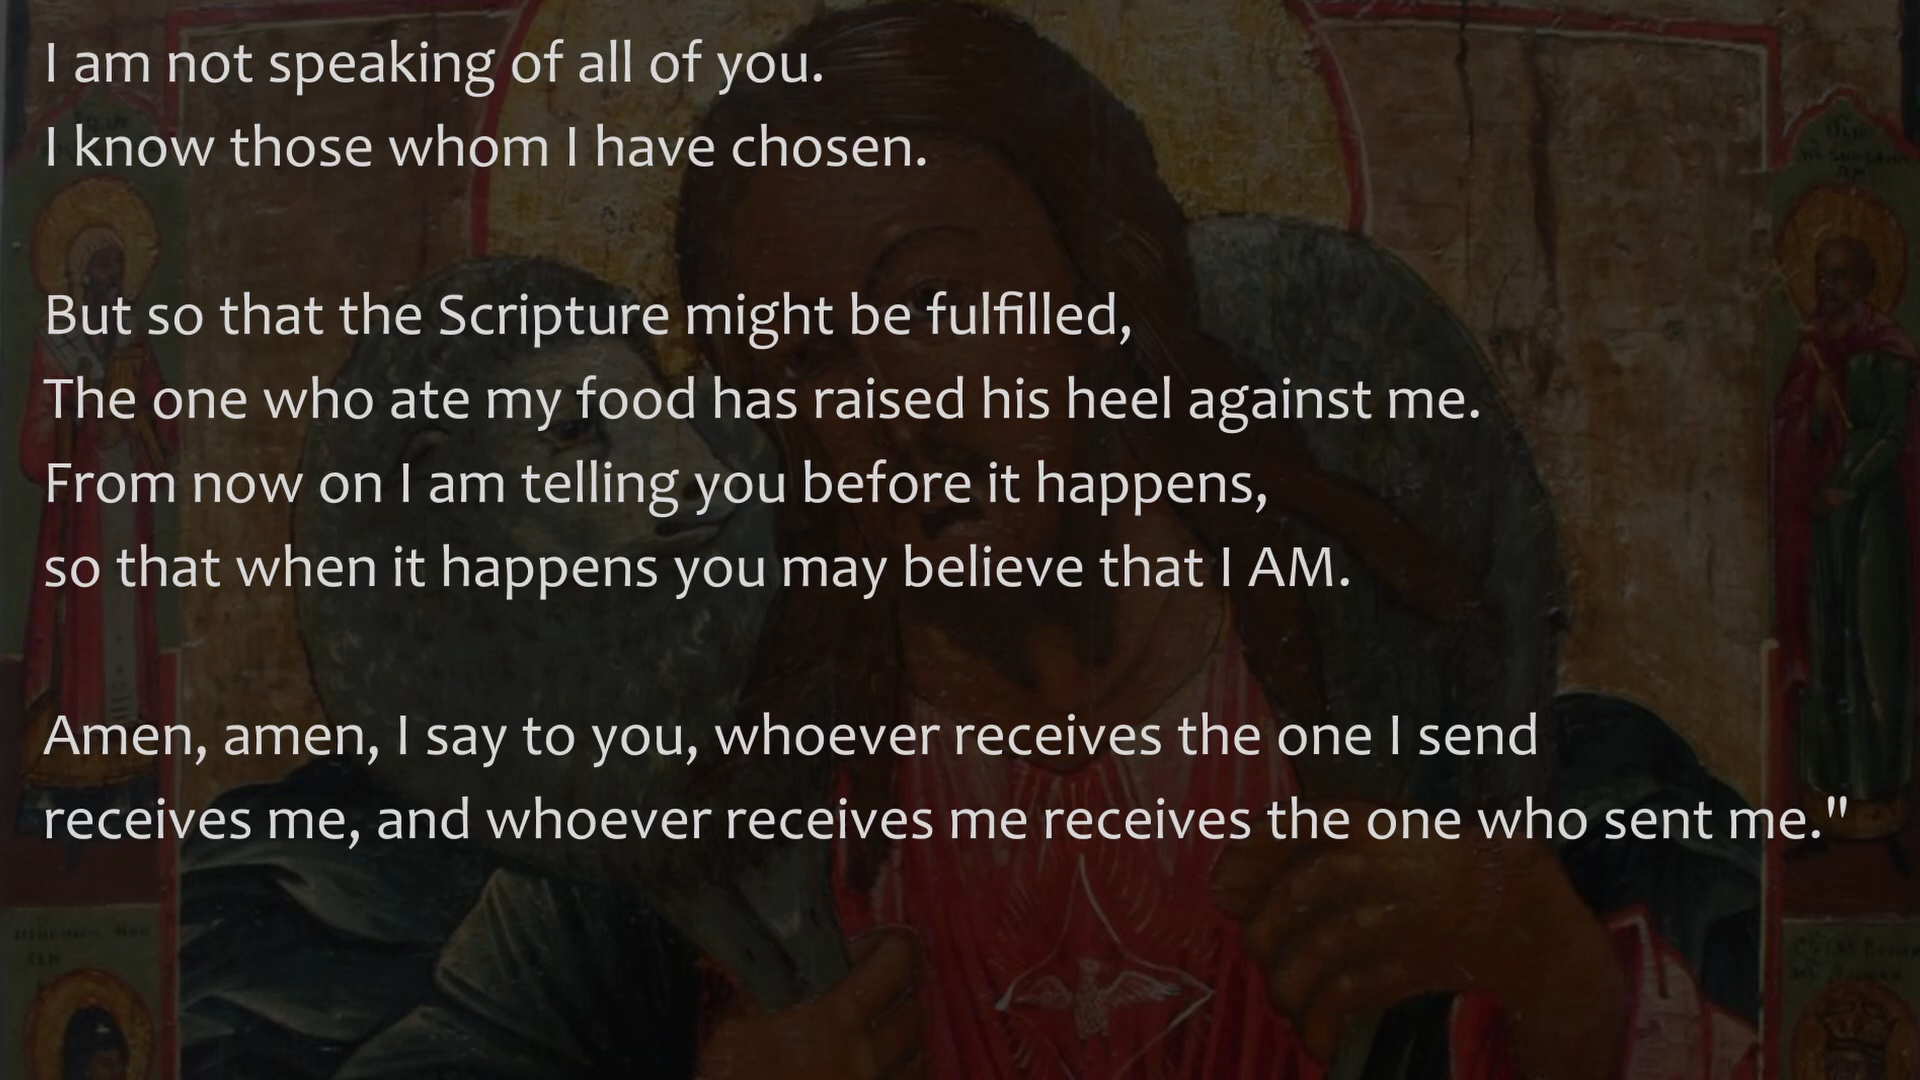 I am not speaking of all of you.
I know those whom I have chosen.
But so that the Scripture might be fulfilled,
The one who ate my food has raised his heel against me.
From now on I am telling you before it happens,
so that when it happens you may believe that I AM.
Amen, amen, I say to you, whoever receives the one I send
receives me, and whoever receives me receives the one who sent me."